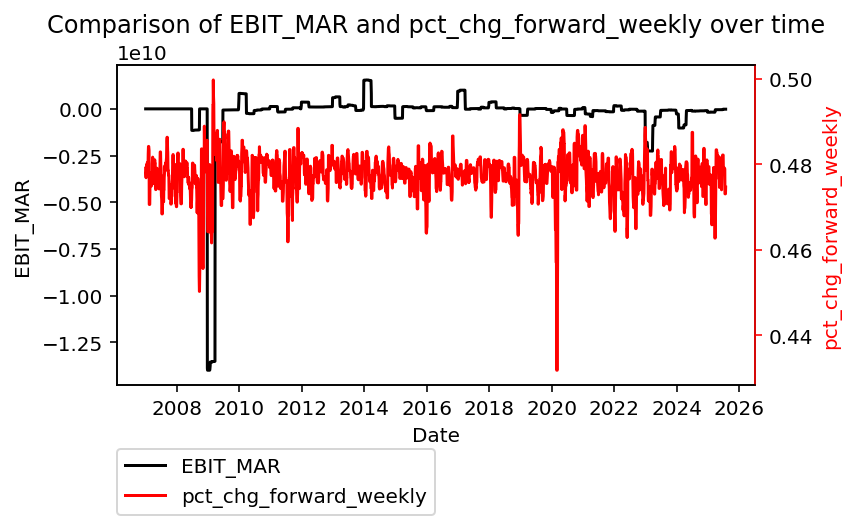 Comparison of EBIT_MAR and pct_chg_forward_weekly over time
1e10
0.00
−0.25
−0.50
−0.75
−1.00
−1.25
EBIT_MAR
0.50
0.48
0.46
0.44
pct_chg_forward_weekly
2008 2010 2012 2014 2016 2018 2020 2022 2024 2026
Date
EBIT_MAR
pct_chg_forward_weekly